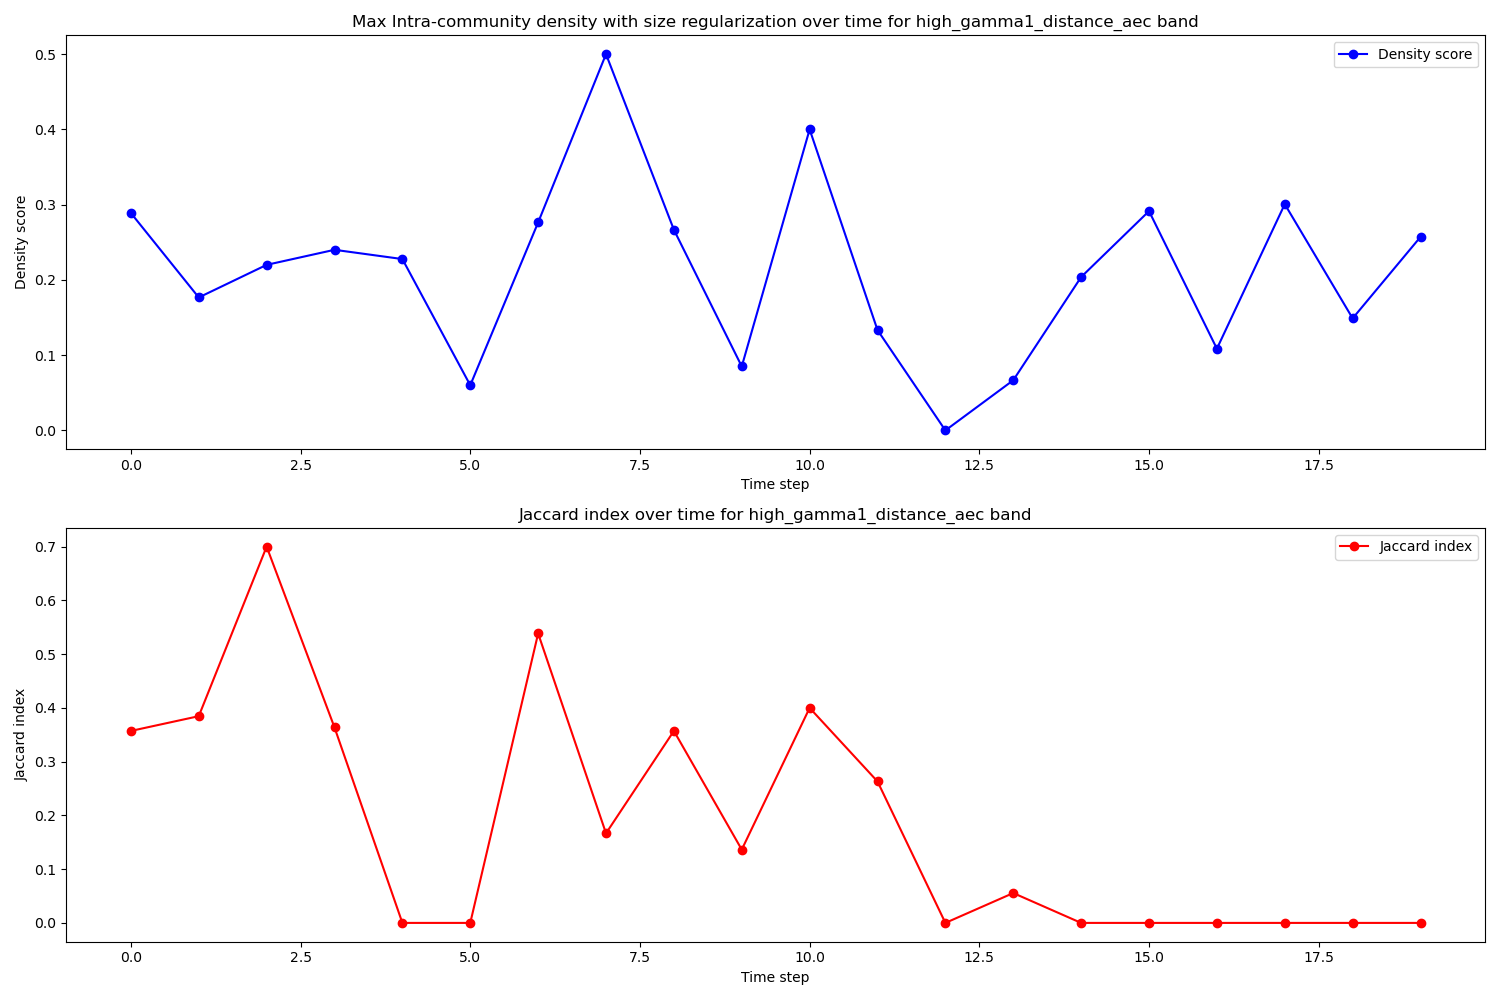 Max Intra-community density with size regularization over time for high_gamma1_distance_aec band
Density score
0.5
0.4
0.3
0.2
0.1
0.0
Density score
0.0 2.5 5.0 7.5 10.0 12.5 15.0 17.5
Time step
Jaccard index over time for high_gamma1_distance_aec band
Jaccard index
0.7
0.6
0.5
0.4
0.3
0.2
0.1
0.0
Jaccard index
0.0 2.5 5.0 7.5 10.0 12.5 15.0 17.5
Time step